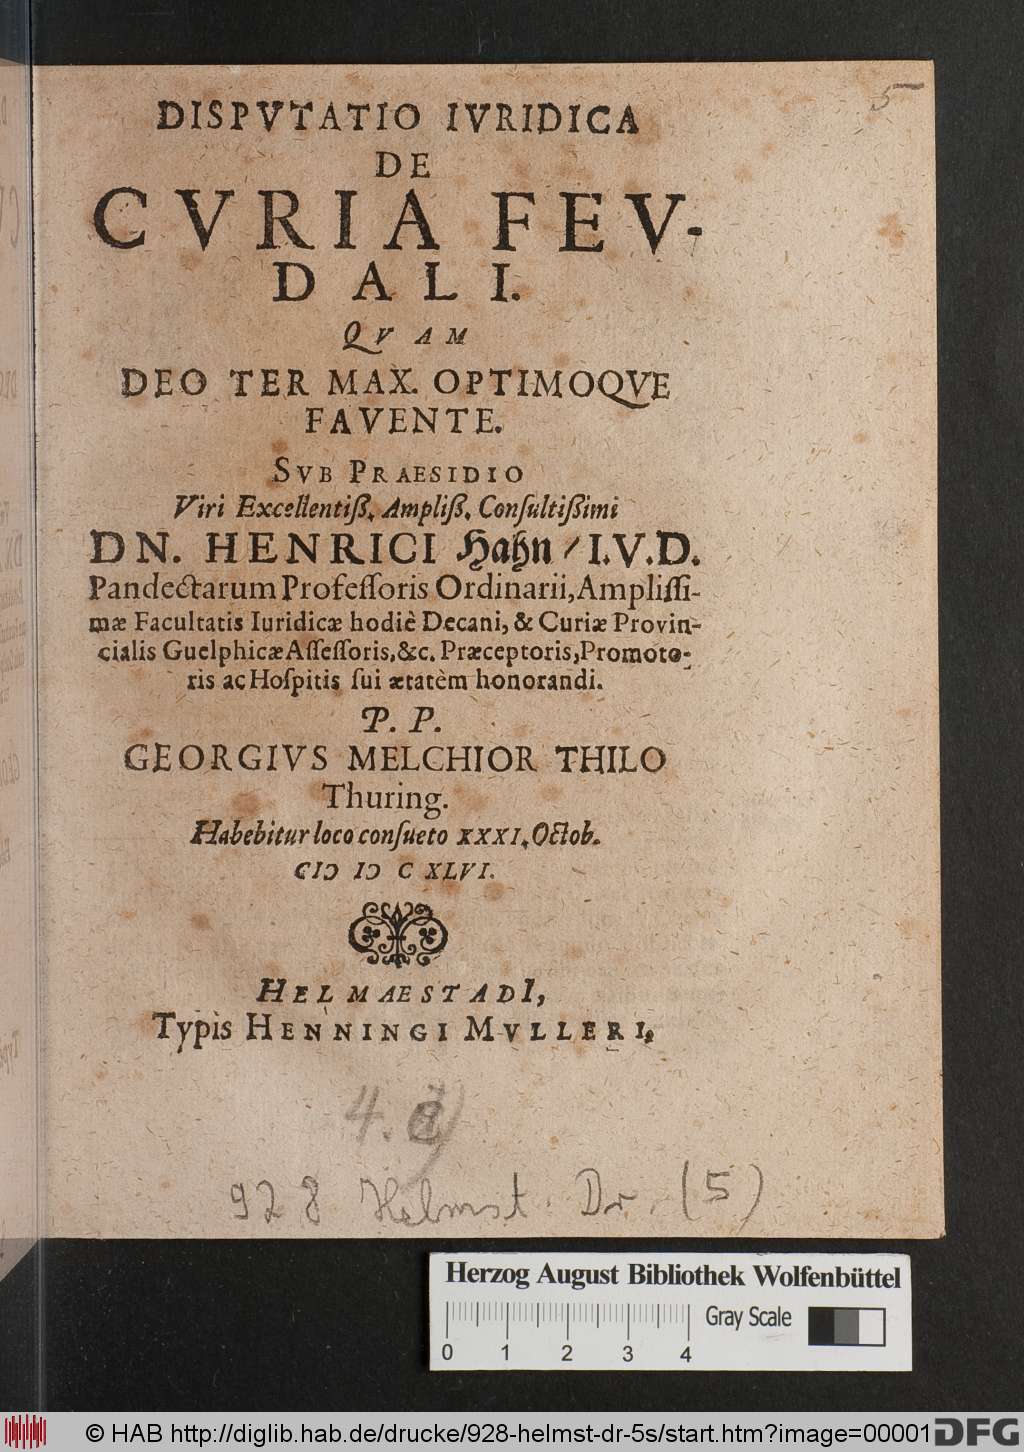 5
DISPVTATIO IVRIDICA
DE
CVRIA FEV-
DALI.
QVAM
DEO TER MAX. OPTIMOQVE
FAVENTE.
SVB PRAESIDIO
Viri Excellentiß. Ampliß. Conſultißimi
DN. HENRICI Hahn / I.V.D.
Pandectarum Profeſſoris Ordinarii, Ampliſſi-
mæ Facultatis Iuridicæ hodiè Decani, & Curiæ Provin-
cialis Guelphicæ Aſſeſſoris, &c. Præceptoris, Promoto-
ris ac Hoſpitis ſui ætatèm honorandi.
P. P.
GEORGIVS MELCHIOR THILO
Thuring.
Habebitur loco conſueto XXXI. Octob.
CIↃ IↃ C XLVI.
HELMAESTADI,
Typis HENNINGI MVLLERI.
4.
928 Helmst. Dr. (5)
Herzog August Bibliothek Wolfenbüttel
Gray Scale
0 1 2 3 4
© HAB http://diglib.hab.de/drucke/928-helmst-dr-5s/start.htm?image=00001
DFG